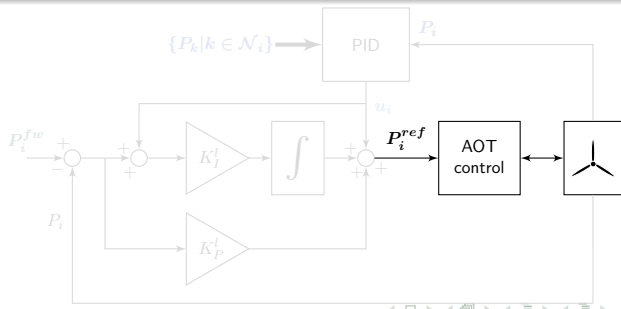 {P_k|k ∈ 𝒩_i}
PID
P_i
u_i
P_i^{fw}
+
−
+
+
K_I^l
∫
+
+
+
P_i^{ref}
AOT
control
P_i
K_P^l